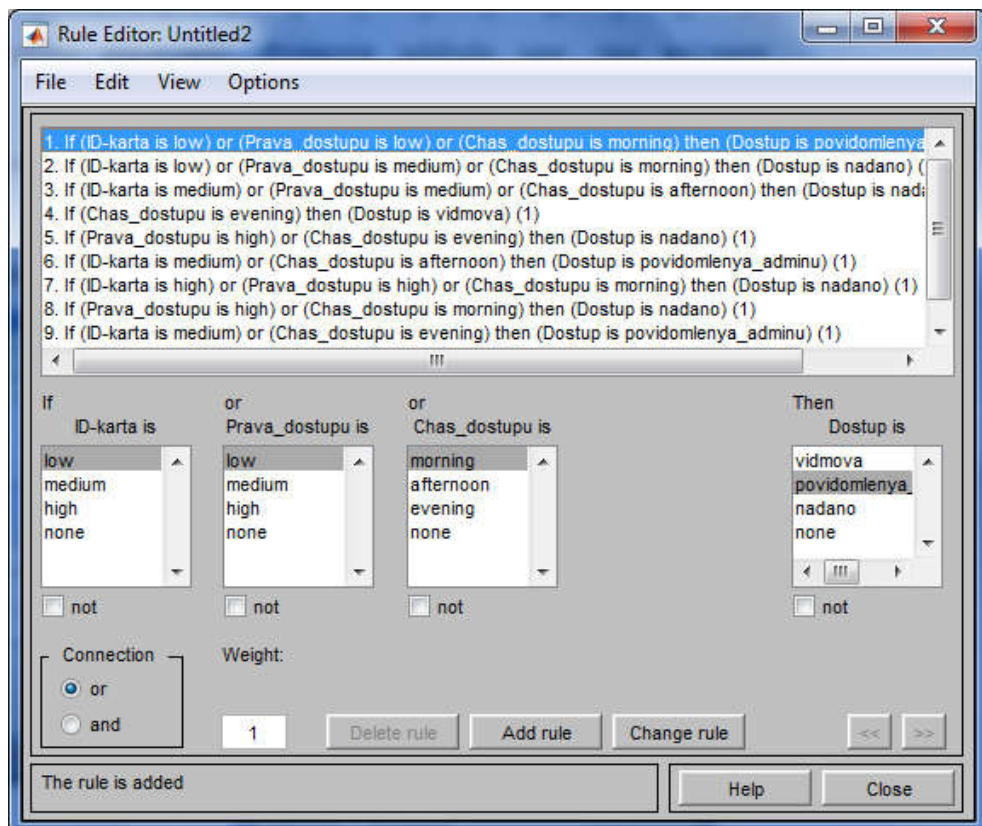 Rule Editor: Untitled2
File Edit View Options
1. If (ID-karta is low) or (Prava_dostupu is low) or (Chas_dostupu is morning) then (Dostup is povidomlenya
2. If (ID-karta is low) or (Prava_dostupu is medium) or (Chas_dostupu is morning) then (Dostup is nadano) (
3. If (ID-karta is medium) or (Prava_dostupu is medium) or (Chas_dostupu is afternoon) then (Dostup is nada
4. If (Chas_dostupu is evening) then (Dostup is vidmova) (1)
5. If (Prava_dostupu is high) or (Chas_dostupu is evening) then (Dostup is nadano) (1)
6. If (ID-karta is medium) or (Chas_dostupu is afternoon) then (Dostup is povidomlenya_adminu) (1)
7. If (ID-karta is high) or (Prava_dostupu is high) or (Chas_dostupu is morning) then (Dostup is nadano) (1)
8. If (Prava_dostupu is high) or (Chas_dostupu is morning) then (Dostup is nadano) (1)
9. If (ID-karta is medium) or (Chas_dostupu is evening) then (Dostup is povidomlenya_adminu) (1)
If or or Then
ID-karta is Prava_dostupu is Chas_dostupu is Dostup is
low low morning vidmova
medium medium afternoon povidomlenya_
high high evening nadano
none none none none
not not not not
Connection Weight:
or
and 1 Delete rule Add rule Change rule << >>
The rule is added Help Close